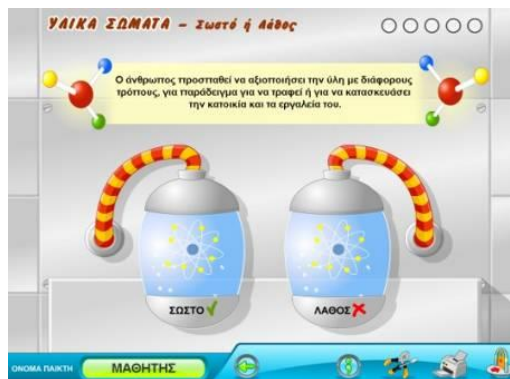 ΥΛΙΚΑ ΣΩΜΑΤΑ – Σωστό ή Λάθος
Ο άνθρωπος προσπαθεί να αξιοποιήσει την ύλη με διάφορους
τρόπους, για παράδειγμα για να τραφεί ή για να κατασκευάσει
την κατοικία και τα εργαλεία του.
ΣΩΣΤΟ ΛΑΘΟΣ
ΟΝΟΜΑ ΠΑΙΚΤΗ ΜΑΘΗΤΗΣ